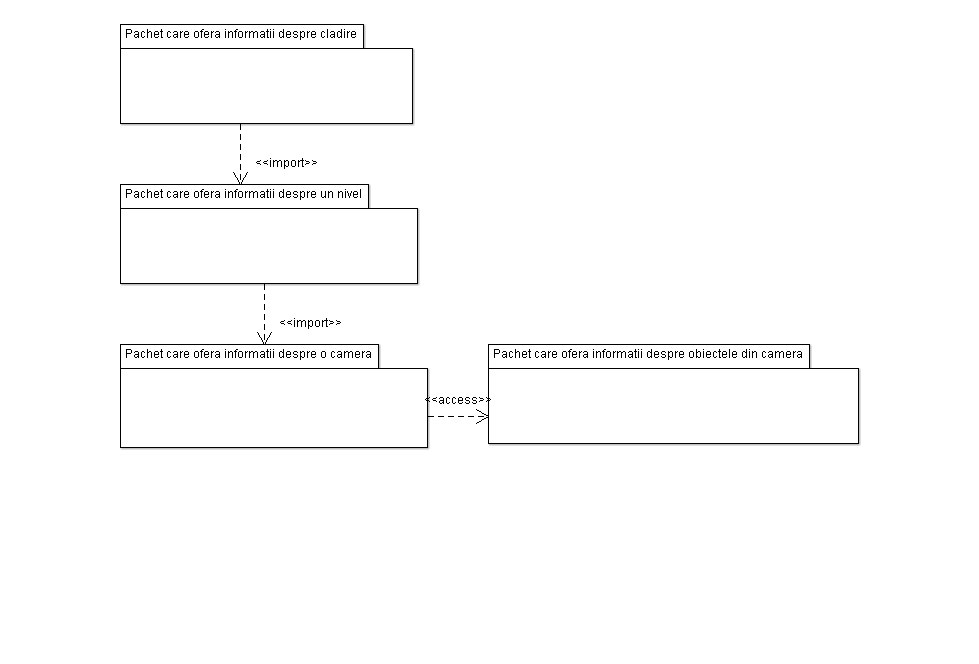 Pachet care ofera informatii despre cladire
<<import>>
Pachet care ofera informatii despre un nivel
<<import>>
Pachet care ofera informatii despre o camera
Pachet care ofera informatii despre obiectele din camera
<<access>>